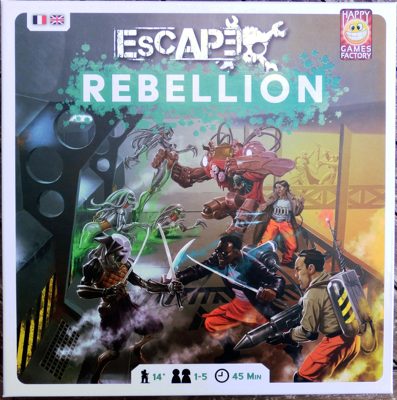 ESCAPE
REBELLION
HAPPY
GAMES
FACTORY
14+
1-5
45 MIN